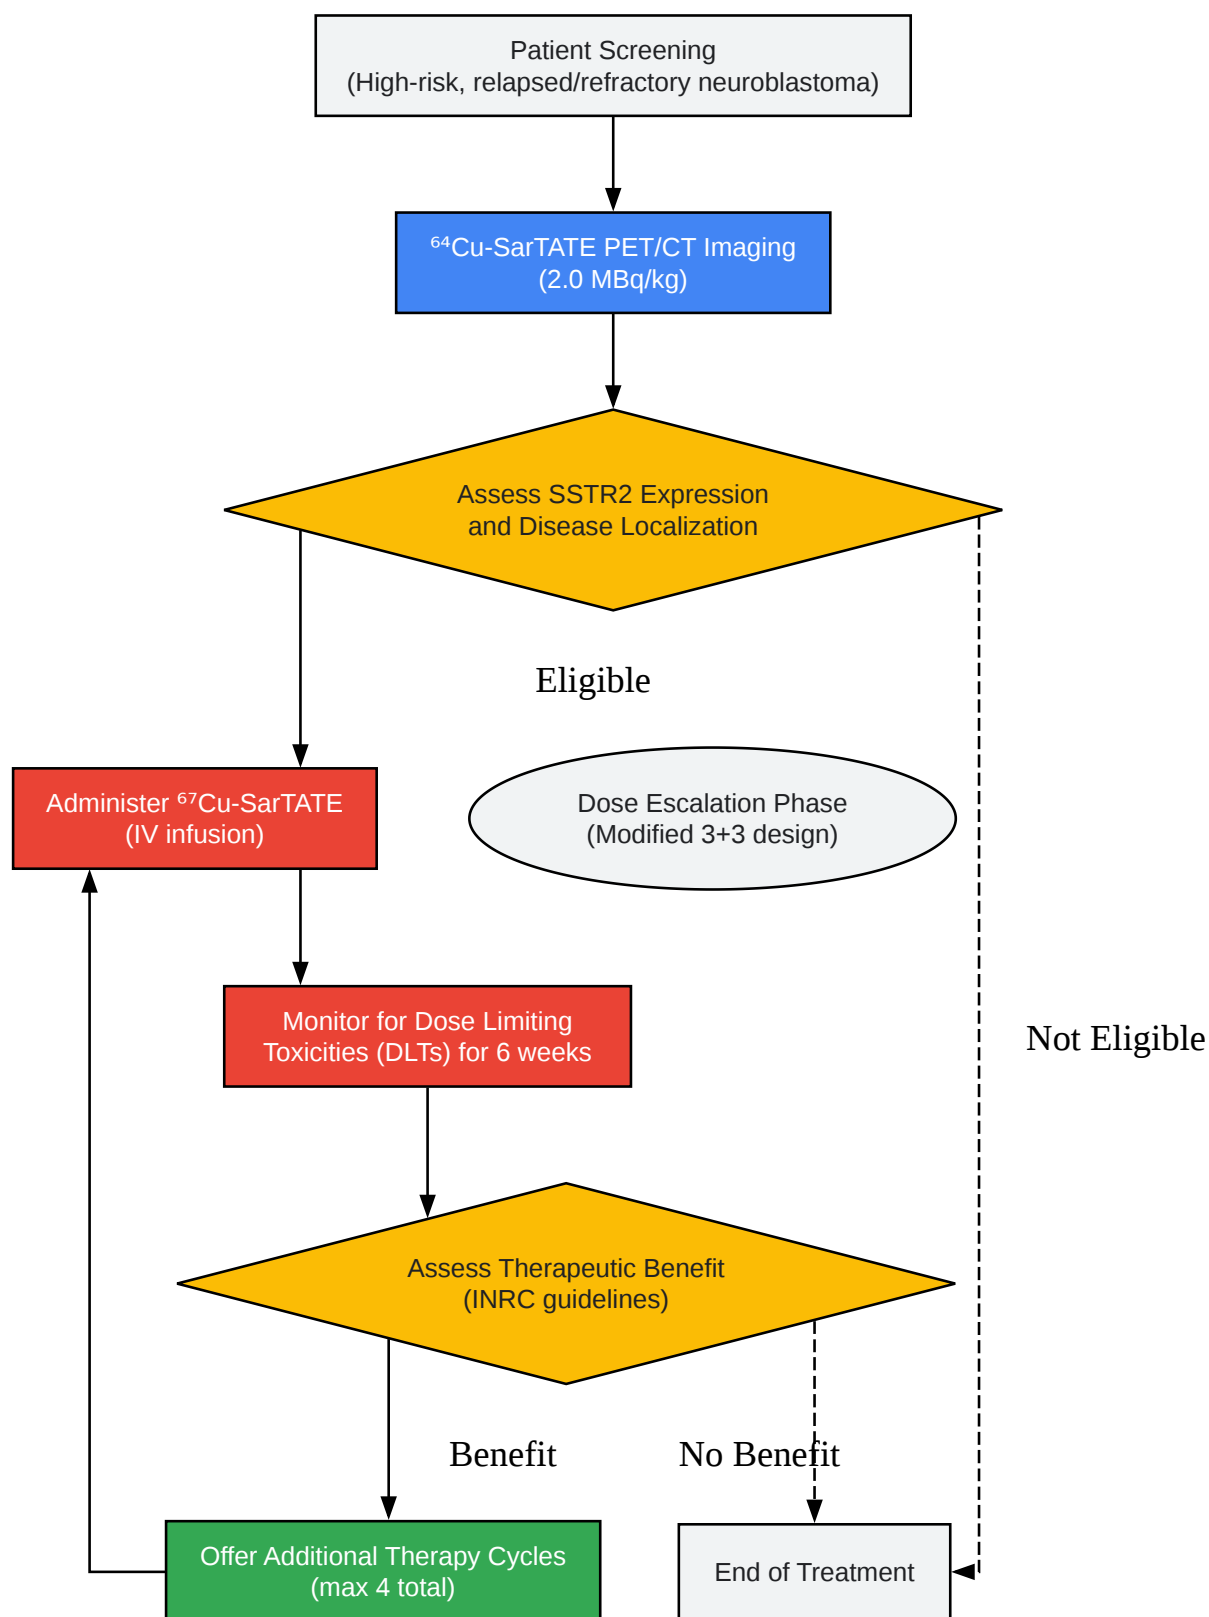 Patient Screening
(High-risk, relapsed/refractory neuroblastoma)
⁶⁴Cu-SarTATE PET/CT Imaging
(2.0 MBq/kg)
Assess SSTR2 Expression
and Disease Localization
Eligible
Administer ⁶⁷Cu-SarTATE
(IV infusion)
Dose Escalation Phase
(Modified 3+3 design)
Monitor for Dose Limiting
Toxicities (DLTs) for 6 weeks
Not Eligible
Assess Therapeutic Benefit
(INRC guidelines)
Benefit
No Benefit
Offer Additional Therapy Cycles
(max 4 total)
End of Treatment